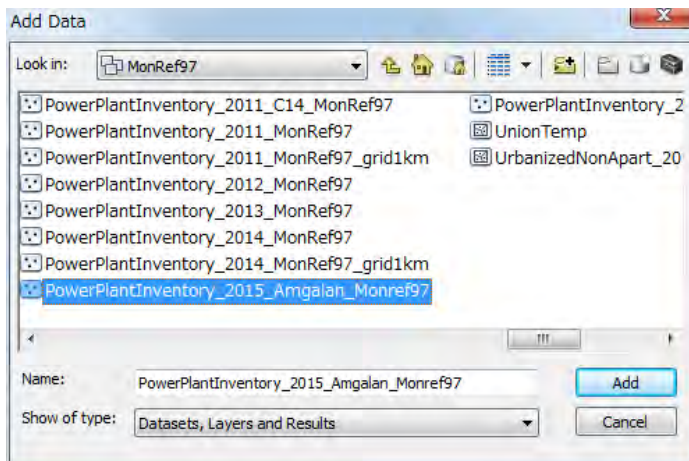 Add Data
Look in: MonRef97
PowerPlantInventory_2011_C14_MonRef97
PowerPlantInventory_2011_MonRef97
PowerPlantInventory_2011_MonRef97_grid1km
PowerPlantInventory_2012_MonRef97
PowerPlantInventory_2013_MonRef97
PowerPlantInventory_2014_MonRef97
PowerPlantInventory_2014_MonRef97_grid1km
PowerPlantInventory_2015_Amgalan_Monref97
PowerPlantInventory_2
UnionTemp
UrbanizedNonApart_20
Name: PowerPlantInventory_2015_Amgalan_Monref97
Add
Show of type: Datasets, Layers and Results
Cancel